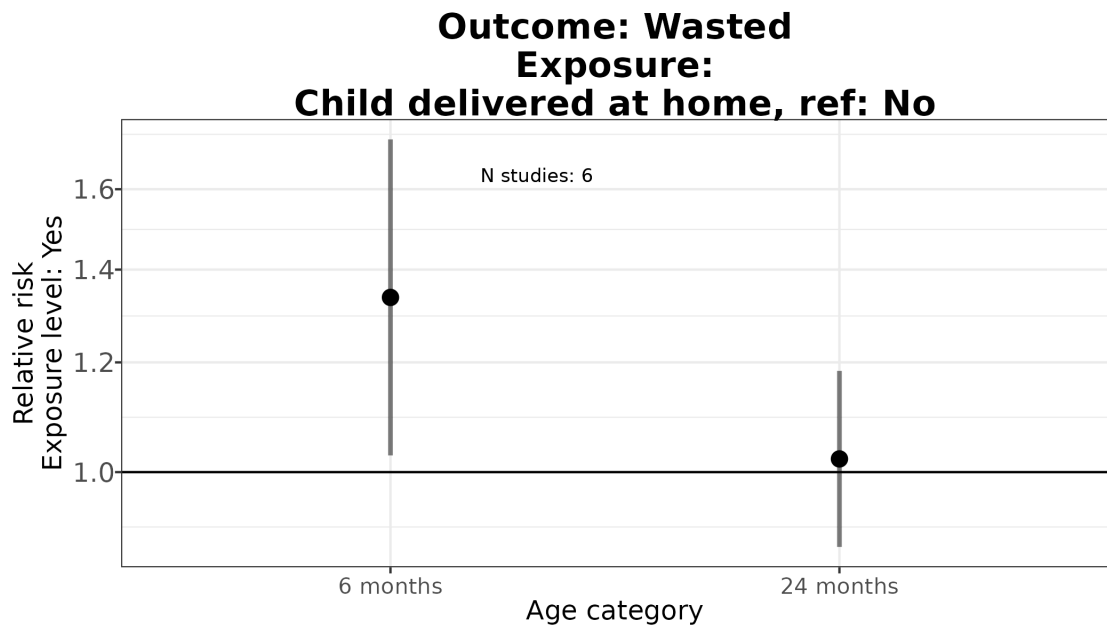 Outcome: Wasted
Exposure:
Child delivered at home, ref: No
N studies: 6
Relative risk
Exposure level: Yes
1.6
1.4
1.2
1.0
6 months
24 months
Age category